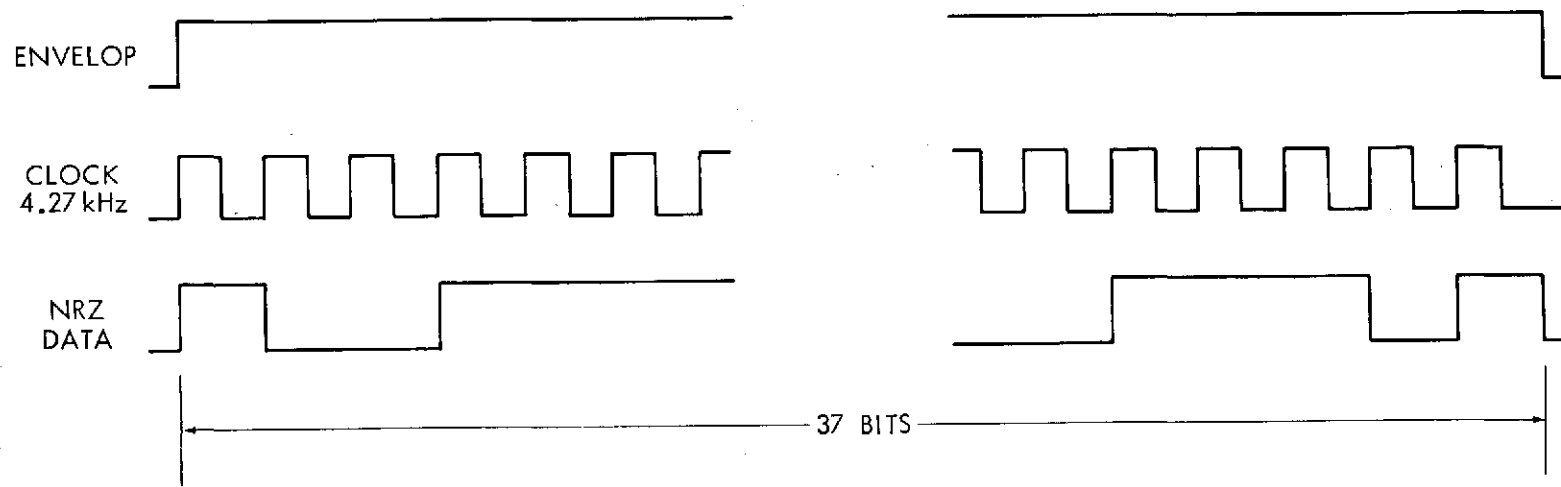 ENVELOP
CLOCK
4.27 kHz
NRZ
DATA
37 BITS